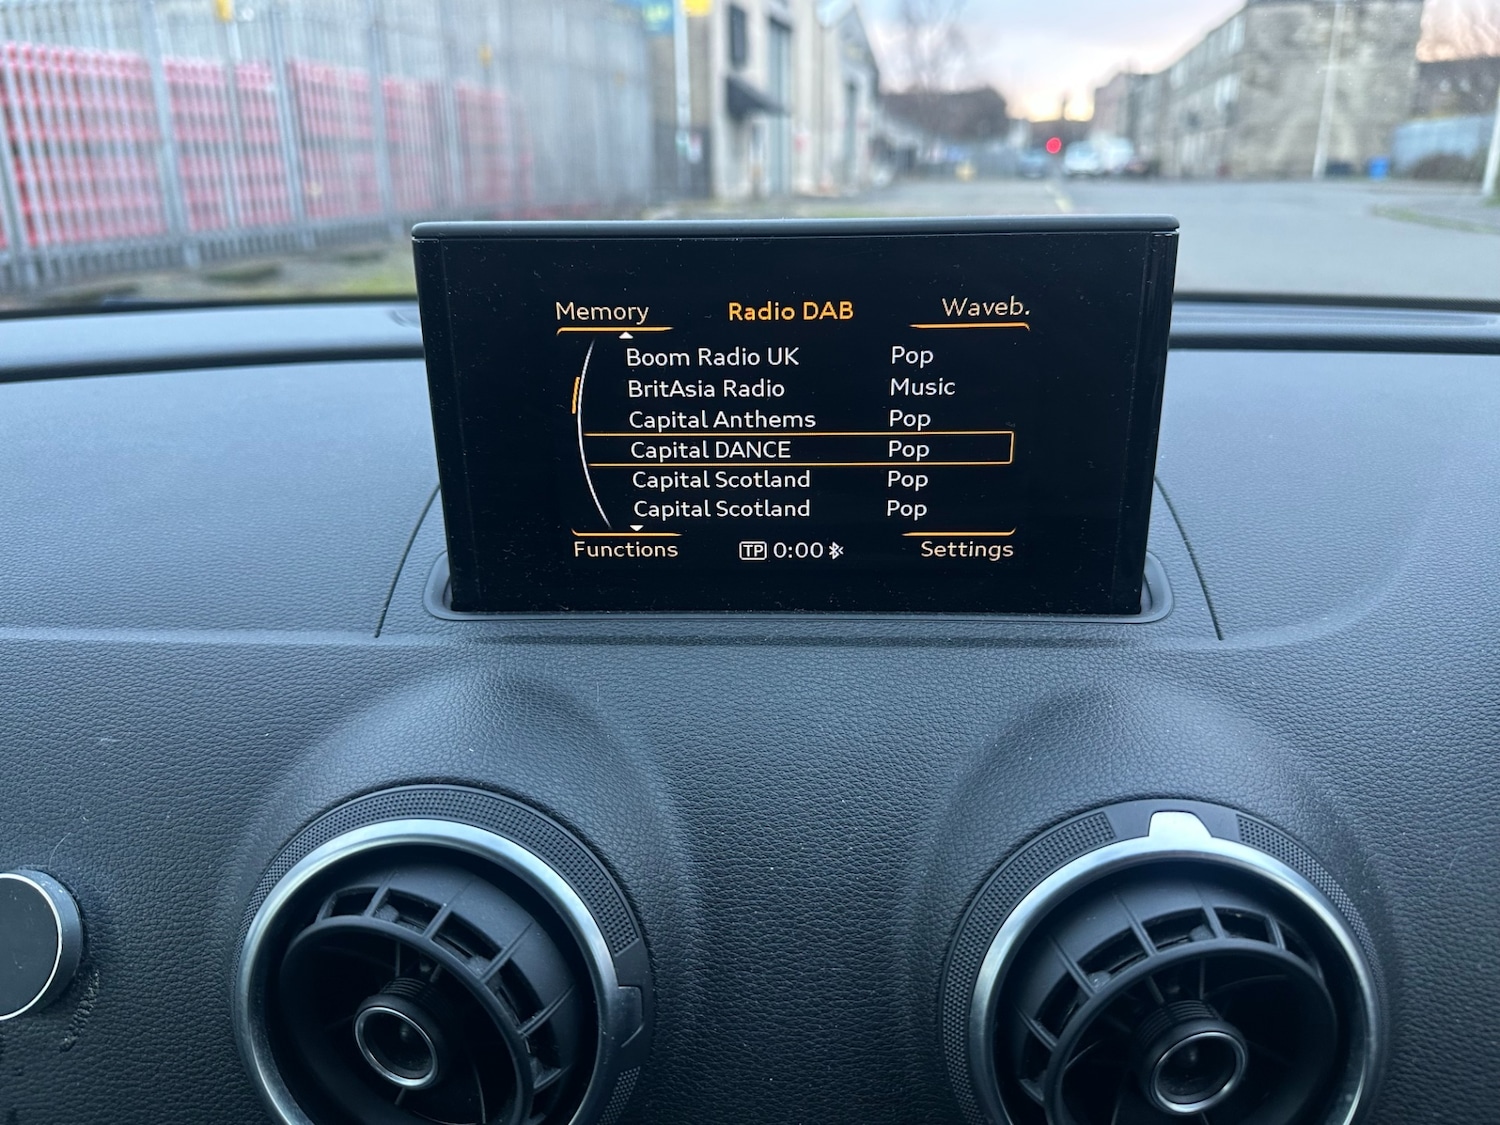 Memory Radio DAB Waveb.
Boom Radio UK Pop
BritAsia Radio Music
Capital Anthems Pop
Capital DANCE Pop
Capital Scotland Pop
Capital Scotland Pop
Functions TP 0:00 Settings